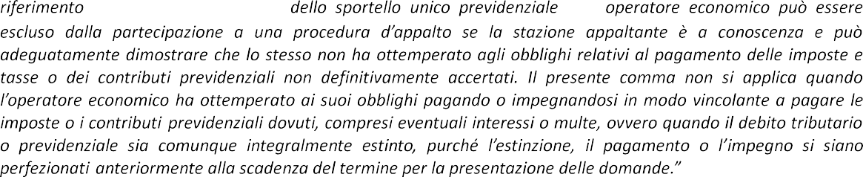 riferimento dello sportello unico previdenziale operatore economico può essere
escluso dalla partecipazione a una procedura d’appalto se la stazione appaltante è a conoscenza e può
adeguatamente dimostrare che lo stesso non ha ottemperato agli obblighi relativi al pagamento delle imposte e
tasse o dei contributi previdenziali non definitivamente accertati. Il presente comma non si applica quando
l’operatore economico ha ottemperato ai suoi obblighi pagando o impegnandosi in modo vincolante a pagare le
imposte o i contributi previdenziali dovuti, compresi eventuali interessi o multe, ovvero quando il debito tributario
o previdenziale sia comunque integralmente estinto, purché l’estinzione, il pagamento o l’impegno si siano
perfezionati anteriormente alla scadenza del termine per la presentazione delle domande.”